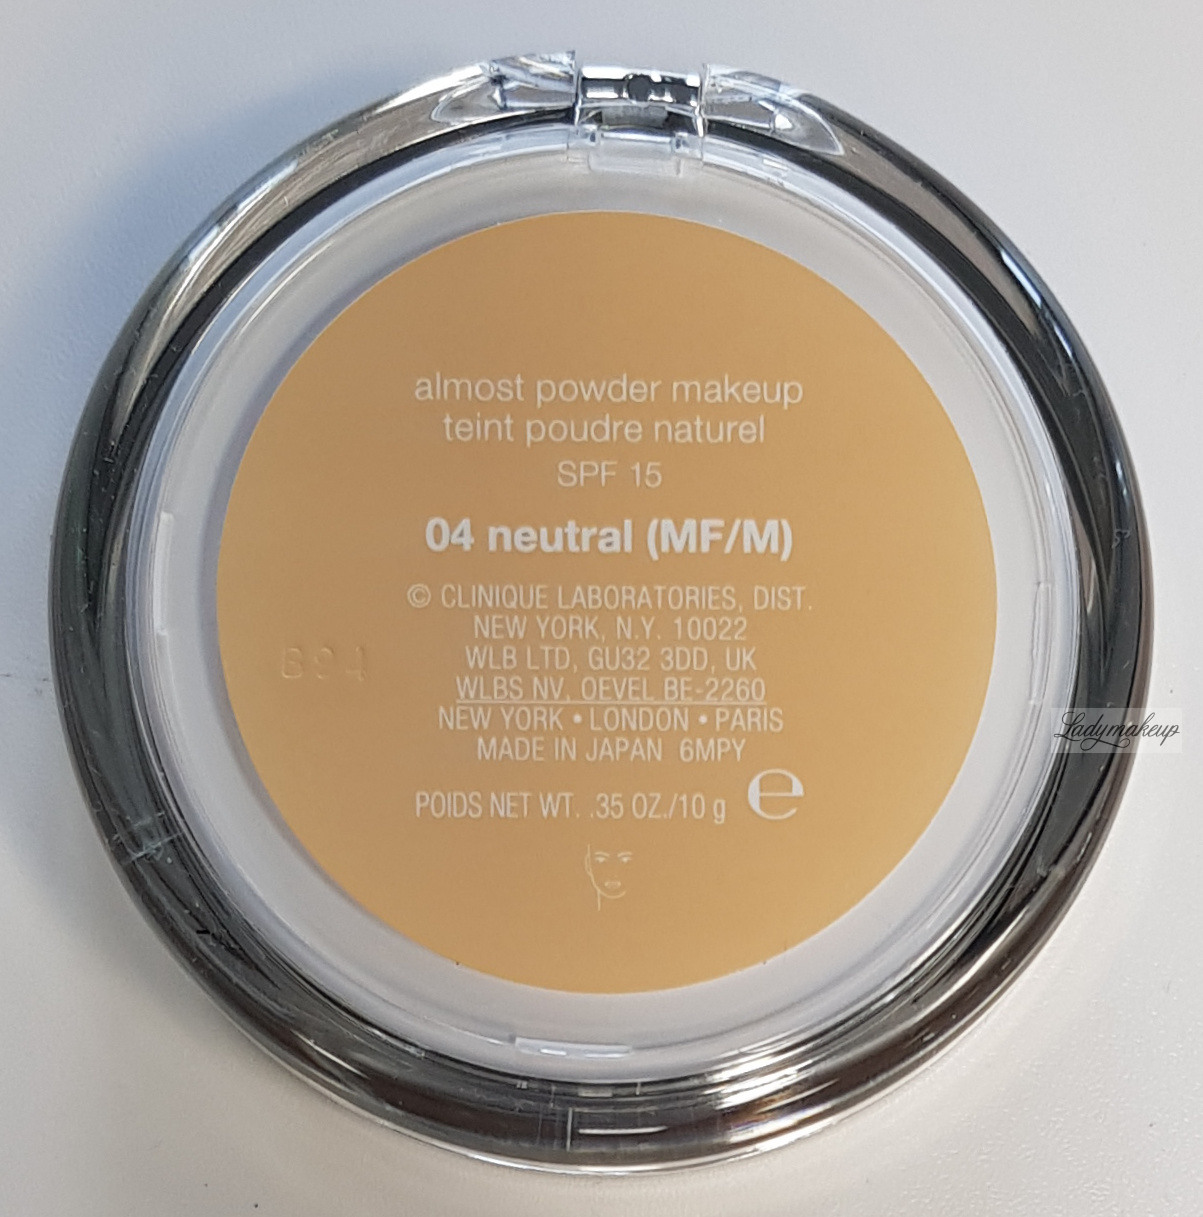 almost powder makeup
teint poudre naturel
SPF 15
04 neutral (MF/M)
© CLINIQUE LABORATORIES, DIST.
NEW YORK, N.Y. 10022
WLB LTD, GU32 3DD, UK
WLBS NV, OEVEL BE-2260
NEW YORK • LONDON • PARIS
MADE IN JAPAN 6MPY
POIDS NET WT. .35 OZ./10 g ℮
Ladymakeup